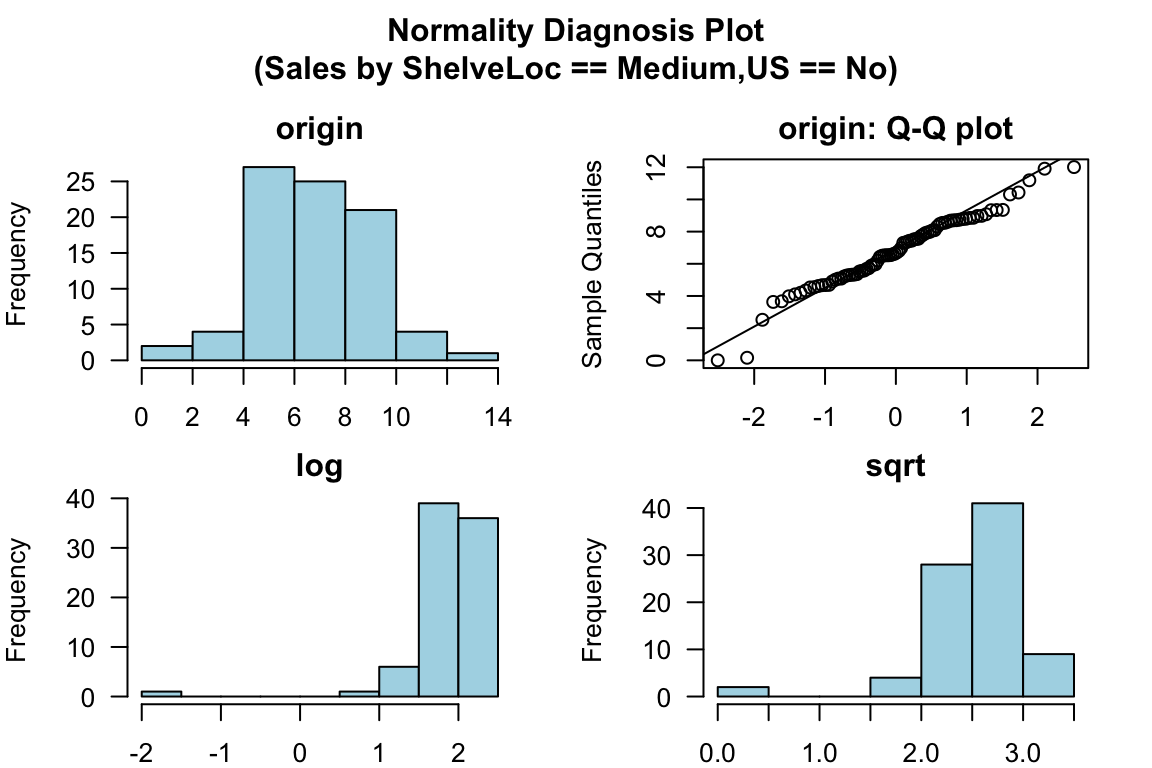 Normality Diagnosis Plot
(Sales by ShelveLoc == Medium,US == No)
origin
Frequency
25
20
15
10
5
0
0 2 4 6 8 10 14
origin: Q-Q plot
Sample Quantiles
12
8
4
0
-2 -1 0 1 2
log
Frequency
40
30
20
10
0
-2 -1 0 1 2
sqrt
Frequency
40
30
20
10
0
0.0 1.0 2.0 3.0